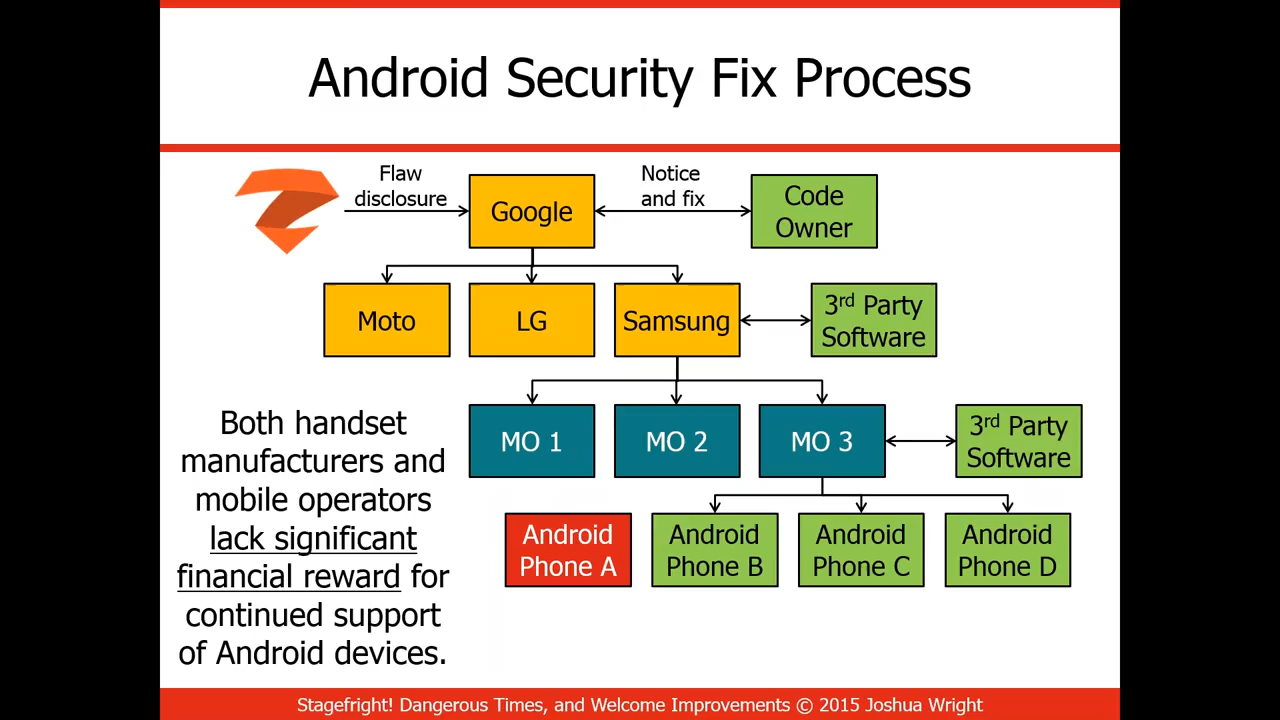 Android Security Fix Process
Flaw
disclosure
Google
Notice
and fix
Code
Owner
Moto
LG
Samsung
3rd Party
Software
MO 1
MO 2
MO 3
3rd Party
Software
Android
Phone A
Android
Phone B
Android
Phone C
Android
Phone D
Both handset
manufacturers and
mobile operators
lack significant
financial reward for
continued support
of Android devices.
Stagefright! Dangerous Times, and Welcome Improvements © 2015 Joshua Wright